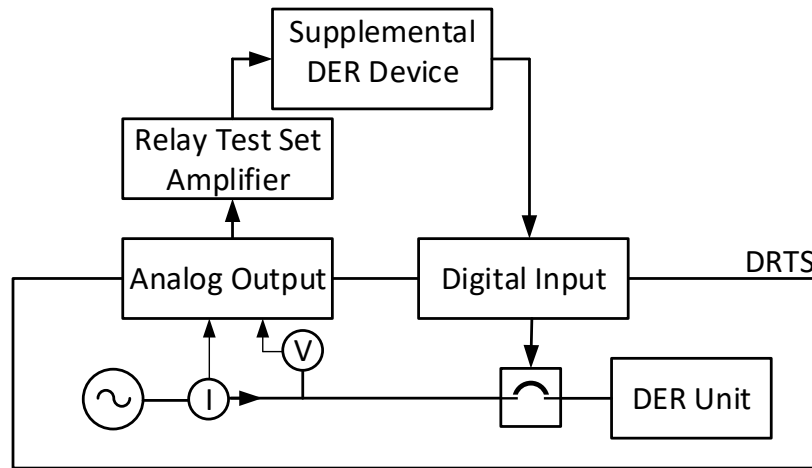 Supplemental
DER Device
Relay Test Set
Amplifier
Analog Output
Digital Input
DRTS
V
I
DER Unit